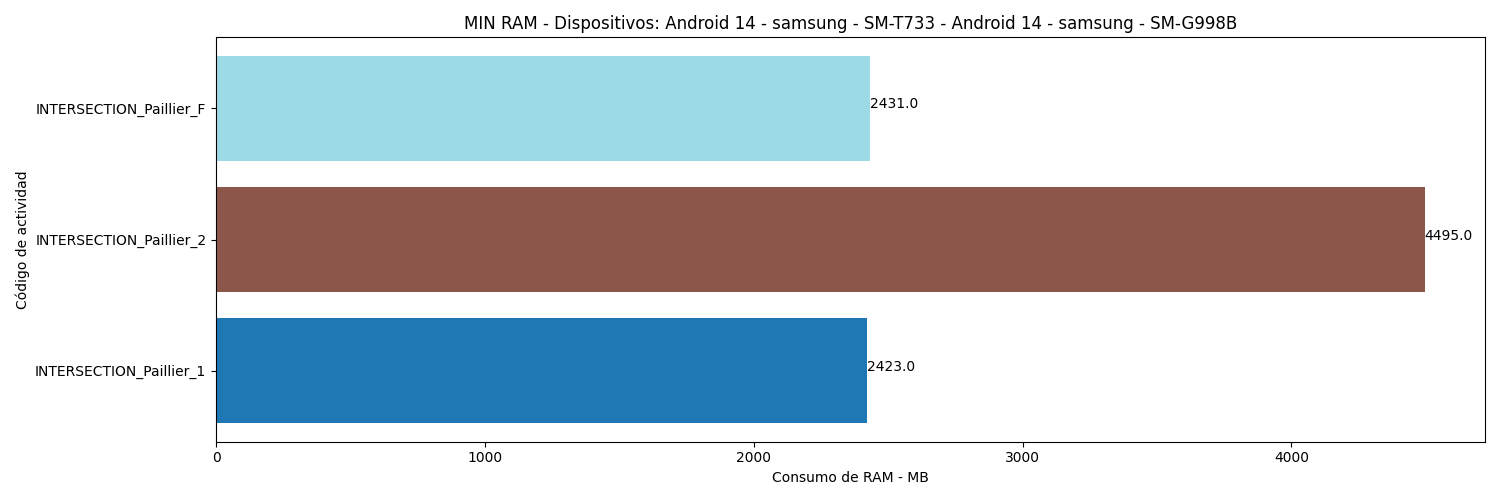 MIN RAM - Dispositivos: Android 14 - samsung - SM-T733 - Android 14 - samsung - SM-G998B
Código de actividad
INTERSECTION_Paillier_F
2431.0
INTERSECTION_Paillier_2
4495.0
INTERSECTION_Paillier_1
2423.0
0 1000 2000 3000 4000
Consumo de RAM - MB